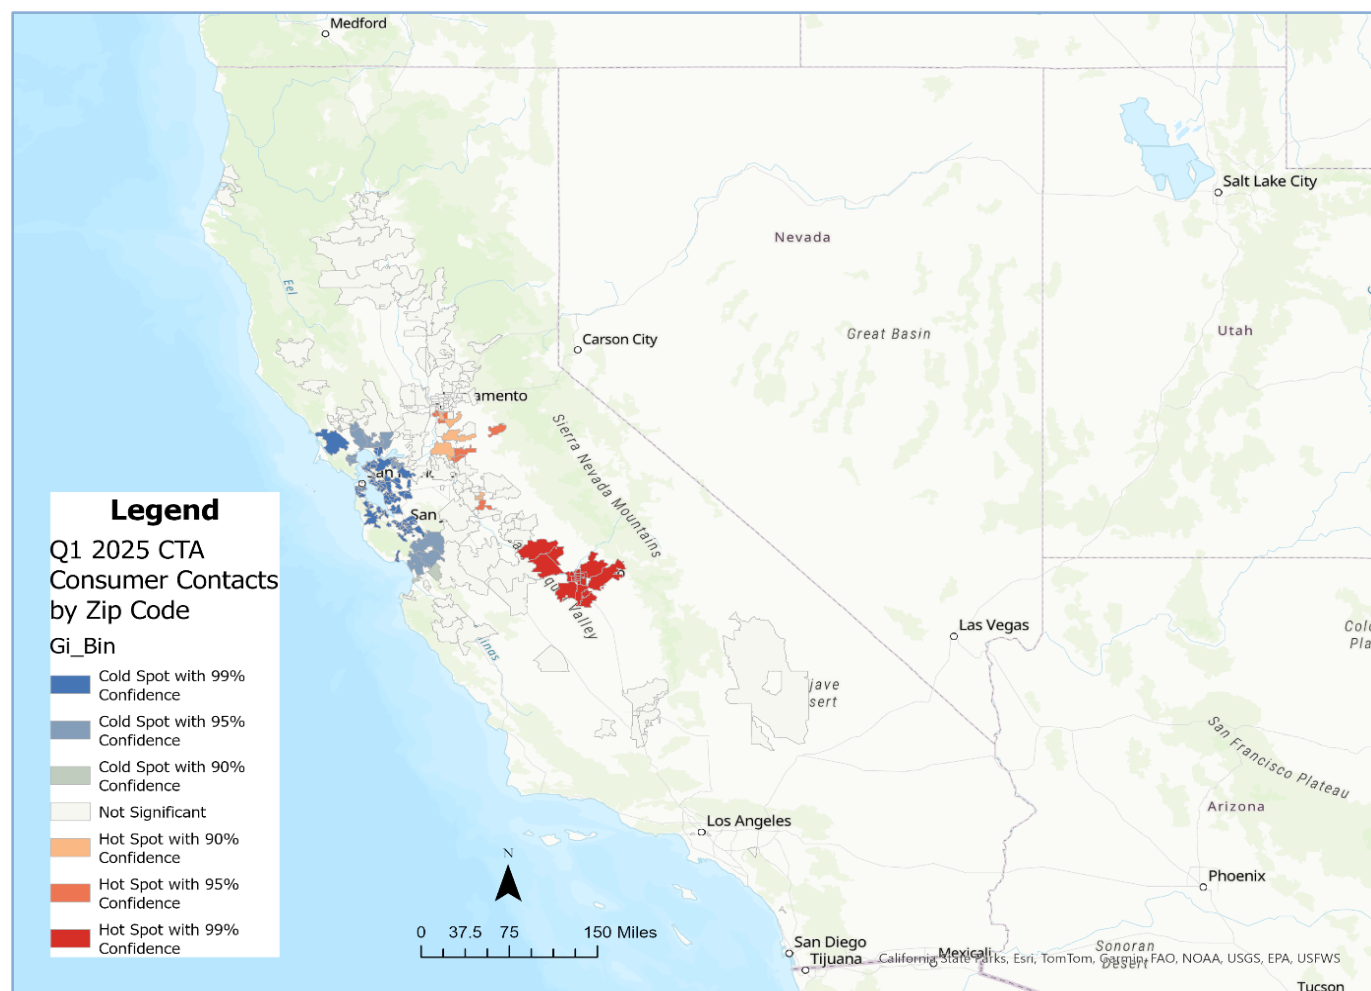 Medford
Salt Lake City
Nevada
Eel
Great Basin
Utah
Carson City
amento
Sierra Nevada Mountains
San
San
Valley
inas
Las Vegas
Colo
Pla
jave
sert
San Francisco Plateau
Arizona
Los Angeles
Phoenix
San Diego
Tijuana
Mexicali
Sonoran
Desert
Tucson
Legend
Q1 2025 CTA
Consumer Contacts
by Zip Code
Gi_Bin
Cold Spot with 99%
Confidence
Cold Spot with 95%
Confidence
Cold Spot with 90%
Confidence
Not Significant
Hot Spot with 90%
Confidence
Hot Spot with 95%
Confidence
Hot Spot with 99%
Confidence
N
0 37.5 75 150 Miles
California State Parks, Esri, TomTom, Garmin, FAO, NOAA, USGS, EPA, USFWS